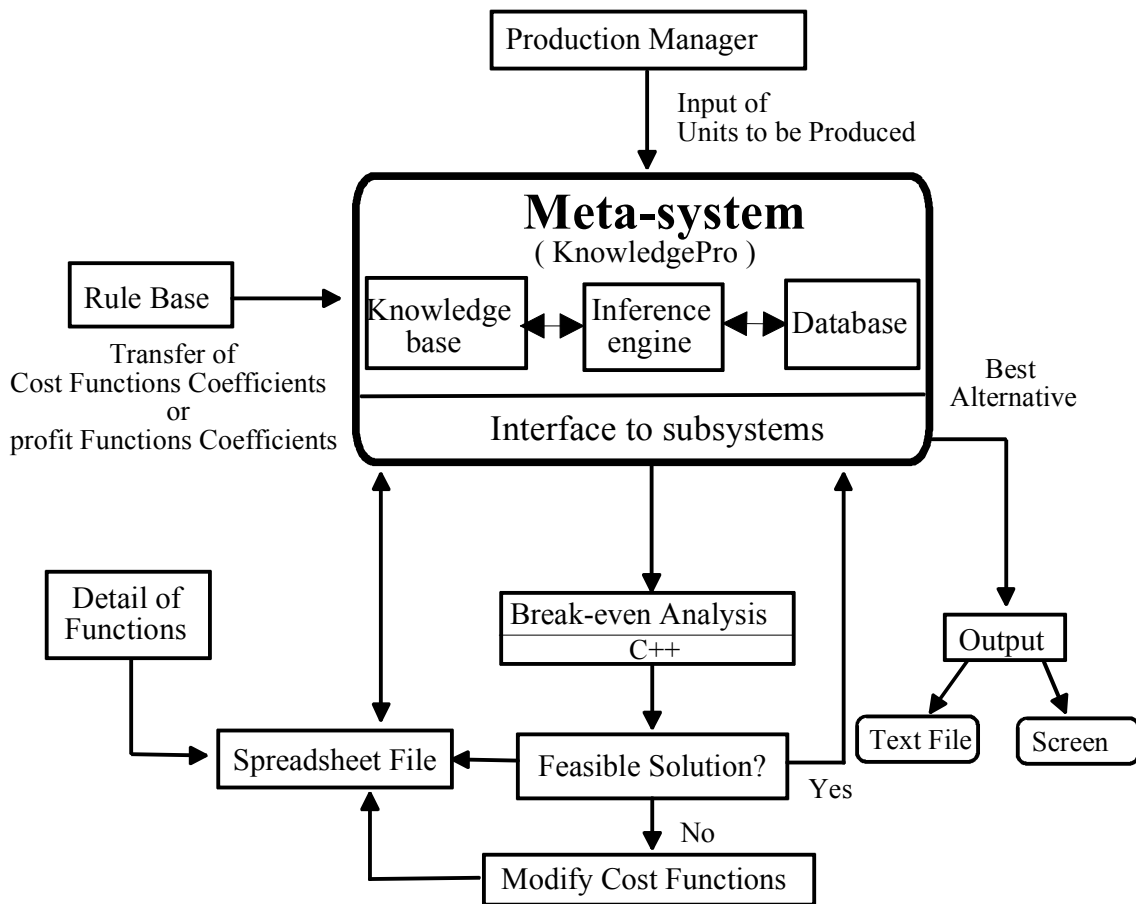 Production Manager
Input of
Units to be Produced
Meta-system
( KnowledgePro )
Rule Base
Knowledge
base
Inference
engine
Database
Transfer of
Cost Functions Coefficients
or
profit Functions Coefficients
Best
Alternative
Interface to subsystems
Detail of
Functions
Break-even Analysis
C++
Output
Text File
Screen
Spreadsheet File
Feasible Solution?
Yes
No
Modify Cost Functions